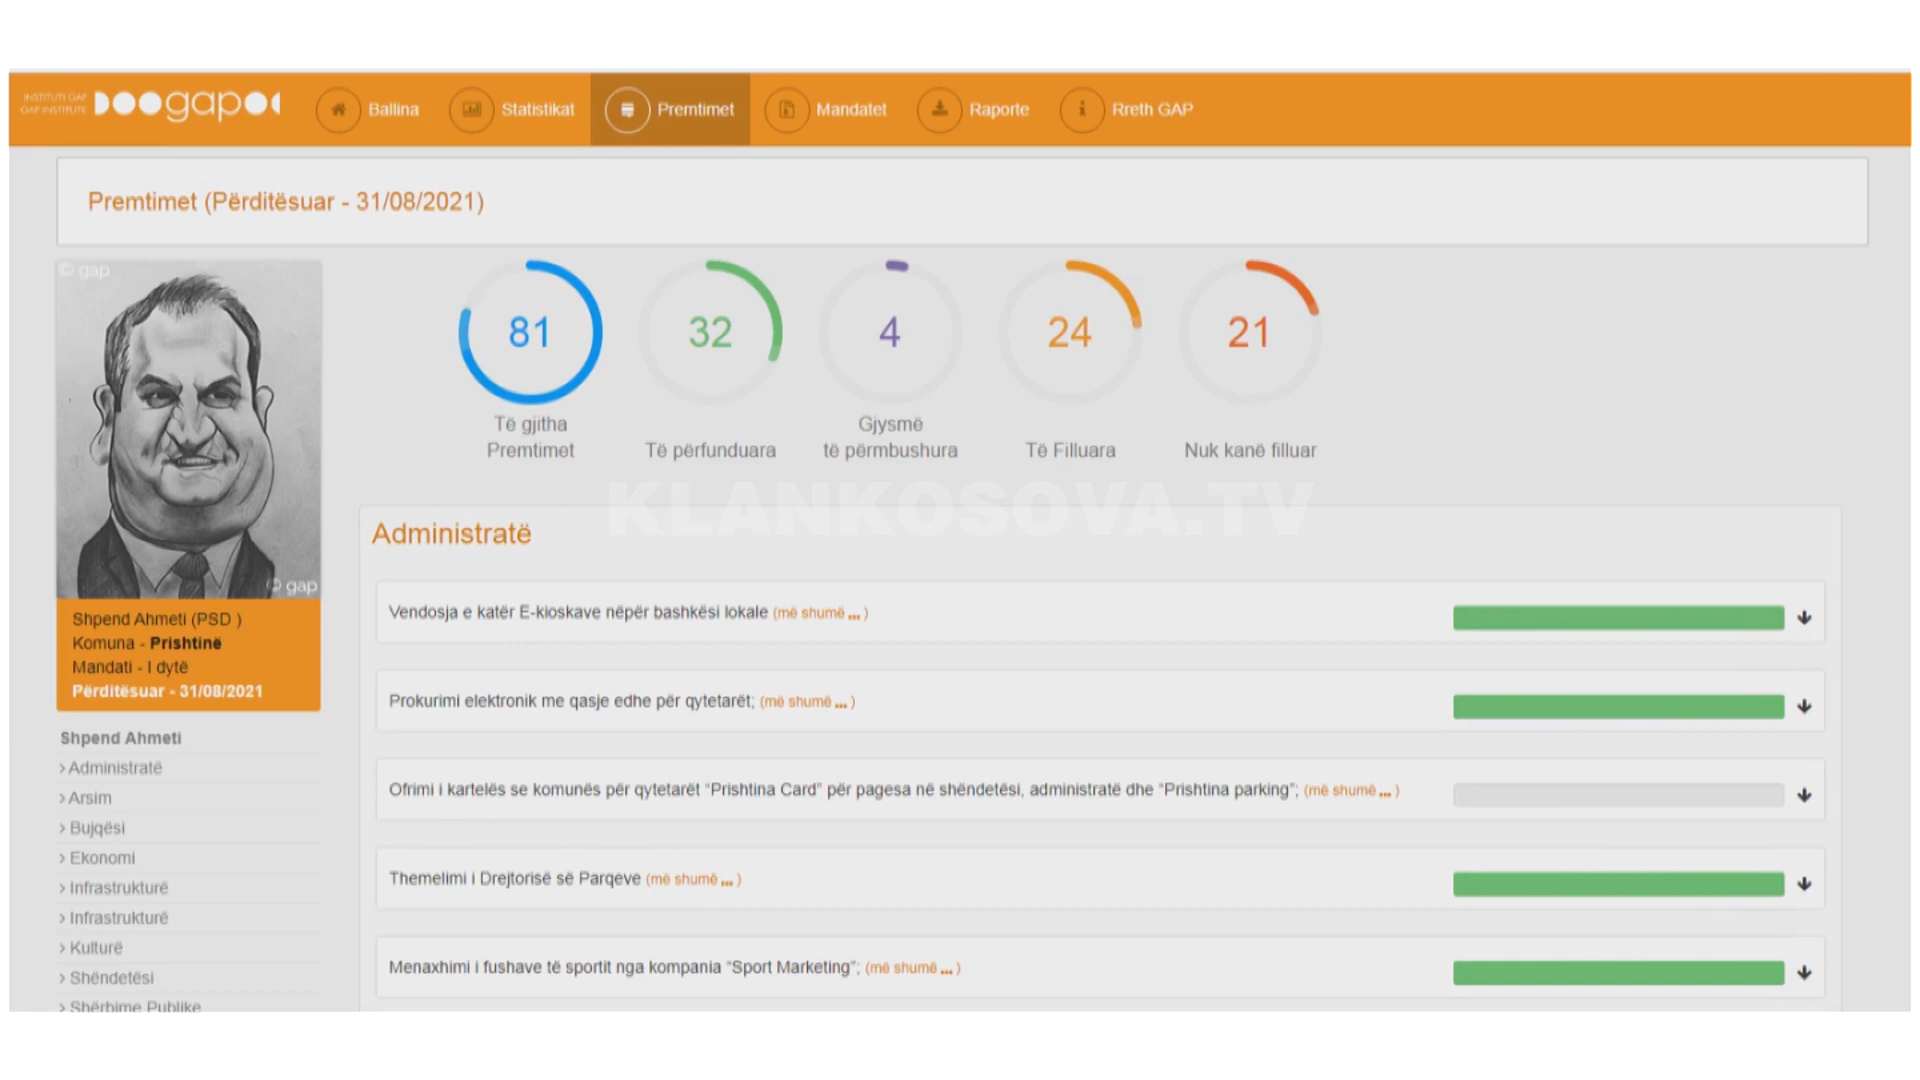 INSTITUTI GAP
GAP INSTITUTE
gap
Ballina
Statistikat
Premtimet
Mandatet
Raporte
Rreth GAP
Premtimet (Përditësuar - 31/08/2021)
© gap
© gap
Shpend Ahmeti (PSD )
Komuna - Prishtinë
Mandati - I dytë
Përditësuar - 31/08/2021
Shpend Ahmeti
> Administratë
> Arsim
> Bujqësi
> Ekonomi
> Infrastrukturë
> Infrastrukturë
> Kulturë
> Shëndetësi
> Shërbime Publike
81
Të gjitha
Premtimet
32
Të përfunduara
4
Gjysmë
të përmbushura
24
Të Filluara
21
Nuk kanë filluar
KLANKOSOVA.TV
Administratë
Vendosja e katër E-kioskave nëpër bashkësi lokale (më shumë ... )
Prokurimi elektronik me qasje edhe për qytetarët; (më shumë ... )
Ofrimi i kartelës se komunës për qytetarët “Prishtina Card” për pagesa në shëndetësi, administratë dhe “Prishtina parking”; (më shumë ... )
Themelimi i Drejtorisë së Parqeve (më shumë ... )
Menaxhimi i fushave të sportit nga kompania “Sport Marketing”; (më shumë ... )